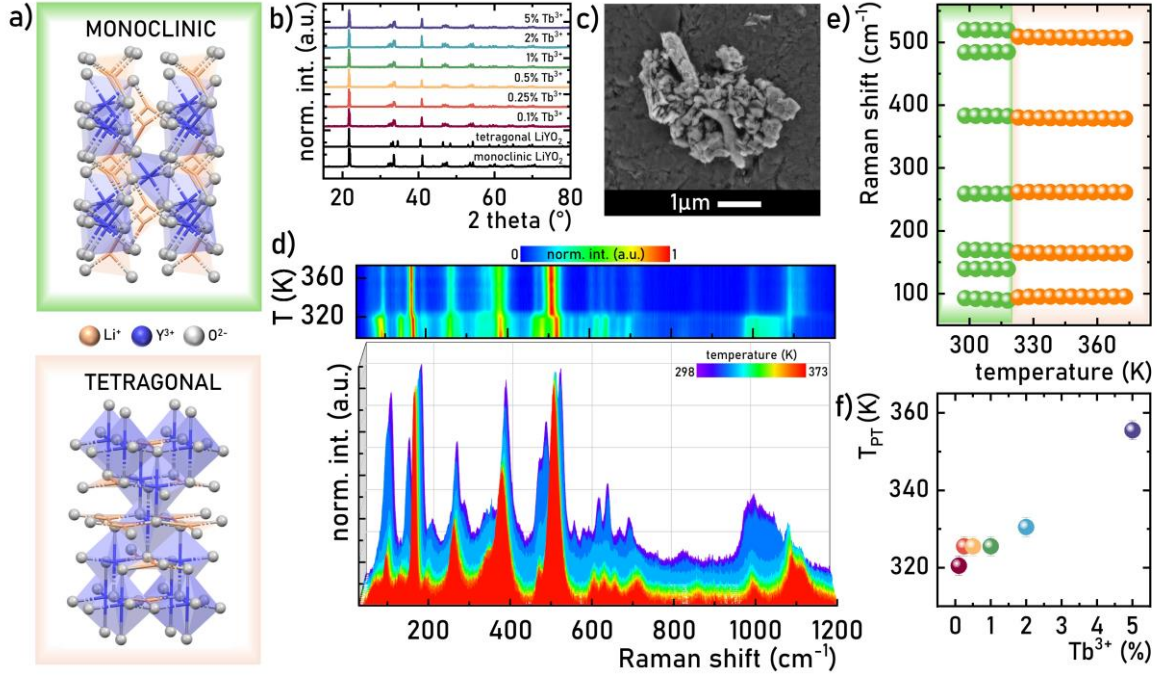 a)
MONOCLINIC
Li⁺ Y³⁺ O²⁻
TETRAGONAL
b)
norm. int. (a.u.)
5% Tb³⁺
2% Tb³⁺
1% Tb³⁺
0.5% Tb³⁺
0.25% Tb³⁺
0.1% Tb³⁺
tetragonal LiYO₂
monoclinic LiYO₂
20 40 60 80
2 theta (°)
c)
1µm
d)
0 norm. int. (a.u.) 1
T (K)
360
320
temperature (K)
298 373
norm. int. (a.u.)
200 400 600 800 1000 1200
Raman shift (cm⁻¹)
e)
Raman shift (cm⁻¹)
500
400
300
200
100
300 330 360
temperature (K)
f)
T_PT (K)
360
340
320
0 1 2 3 4 5
Tb³⁺ (%)